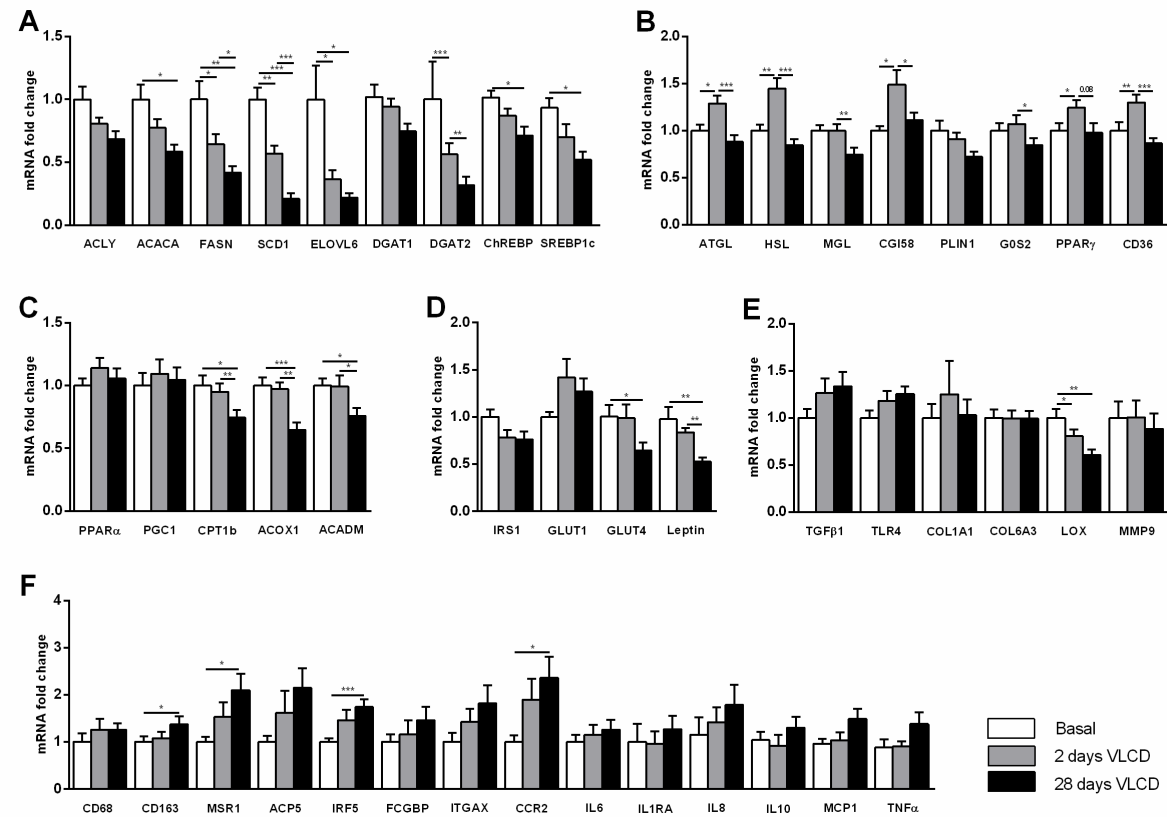 A
mRNA fold change
1.5
1.0
0.5
0.0
* * ** * ** *** *** * * *** ** * *
ACLY ACACA FASN SCD1 ELOVL6 DGAT1 DGAT2 ChREBP SREBP1c
B
mRNA fold change
2.0
1.5
1.0
0.5
0
* *** ** *** ** * * * * 0.08 ** ***
ATGL HSL MGL CGI58 PLIN1 G0S2 PPARγ CD36
C
mRNA fold change
1.5
1.0
0.5
0.0
* ** *** ** * *
PPARα PGC1 CPT1b ACOX1 ACADM
D
mRNA fold change
2.0
1.5
1.0
0.5
0.0
* ** **
IRS1 GLUT1 GLUT4 Leptin
E
mRNA fold change
2.0
1.5
1.0
0.5
0.0
* **
TGFβ1 TLR4 COL1A1 COL6A3 LOX MMP9
F
mRNA fold change
4
3
2
1
0
* * *** *
CD68 CD163 MSR1 ACP5 IRF5 FCGBP ITGAX CCR2 IL6 IL1RA IL8 IL10 MCP1 TNFα
Basal
2 days VLCD
28 days VLCD